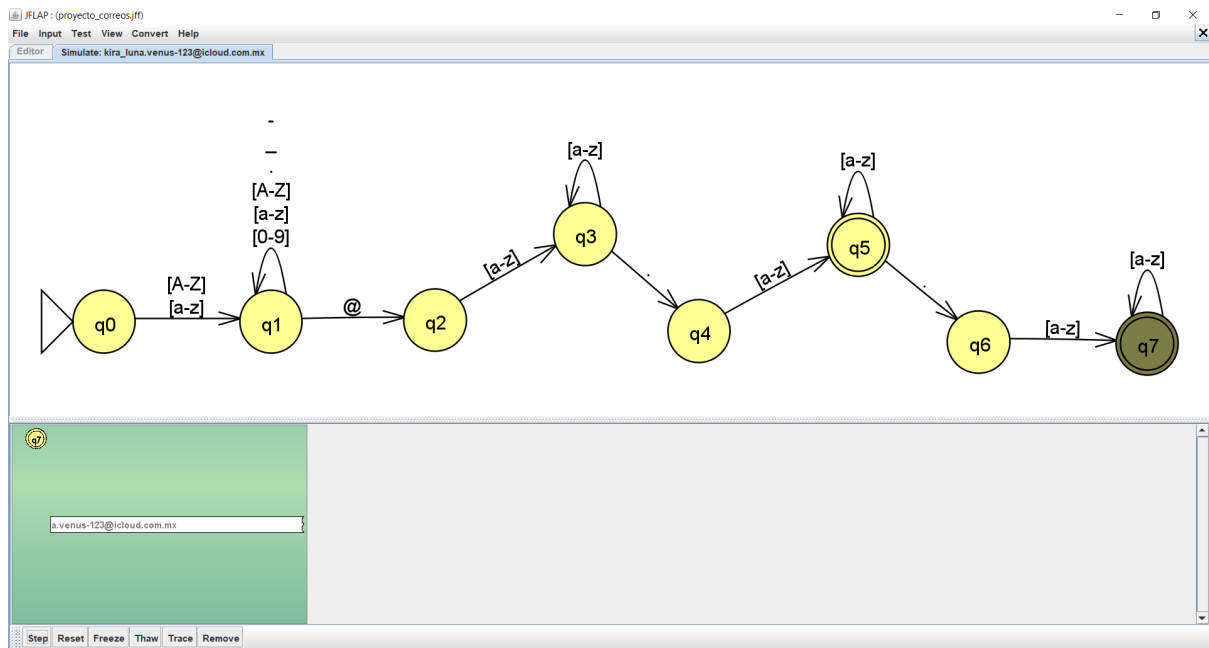 JFLAP : (proyecto_correos.jff)
File Input Test View Convert Help
Editor Simulate: kira_luna.venus-123@icloud.com.mx
-
_
.
[A-Z]
[a-z]
[0-9]
[a-z]
[a-z]
[a-z]
[A-Z]
[a-z]
@
[a-z]
.
[a-z]
.
[a-z]
q0
q1
q2
q3
q4
q5
q6
q7
q7
a.venus-123@icloud.com.mx
Step Reset Freeze Thaw Trace Remove